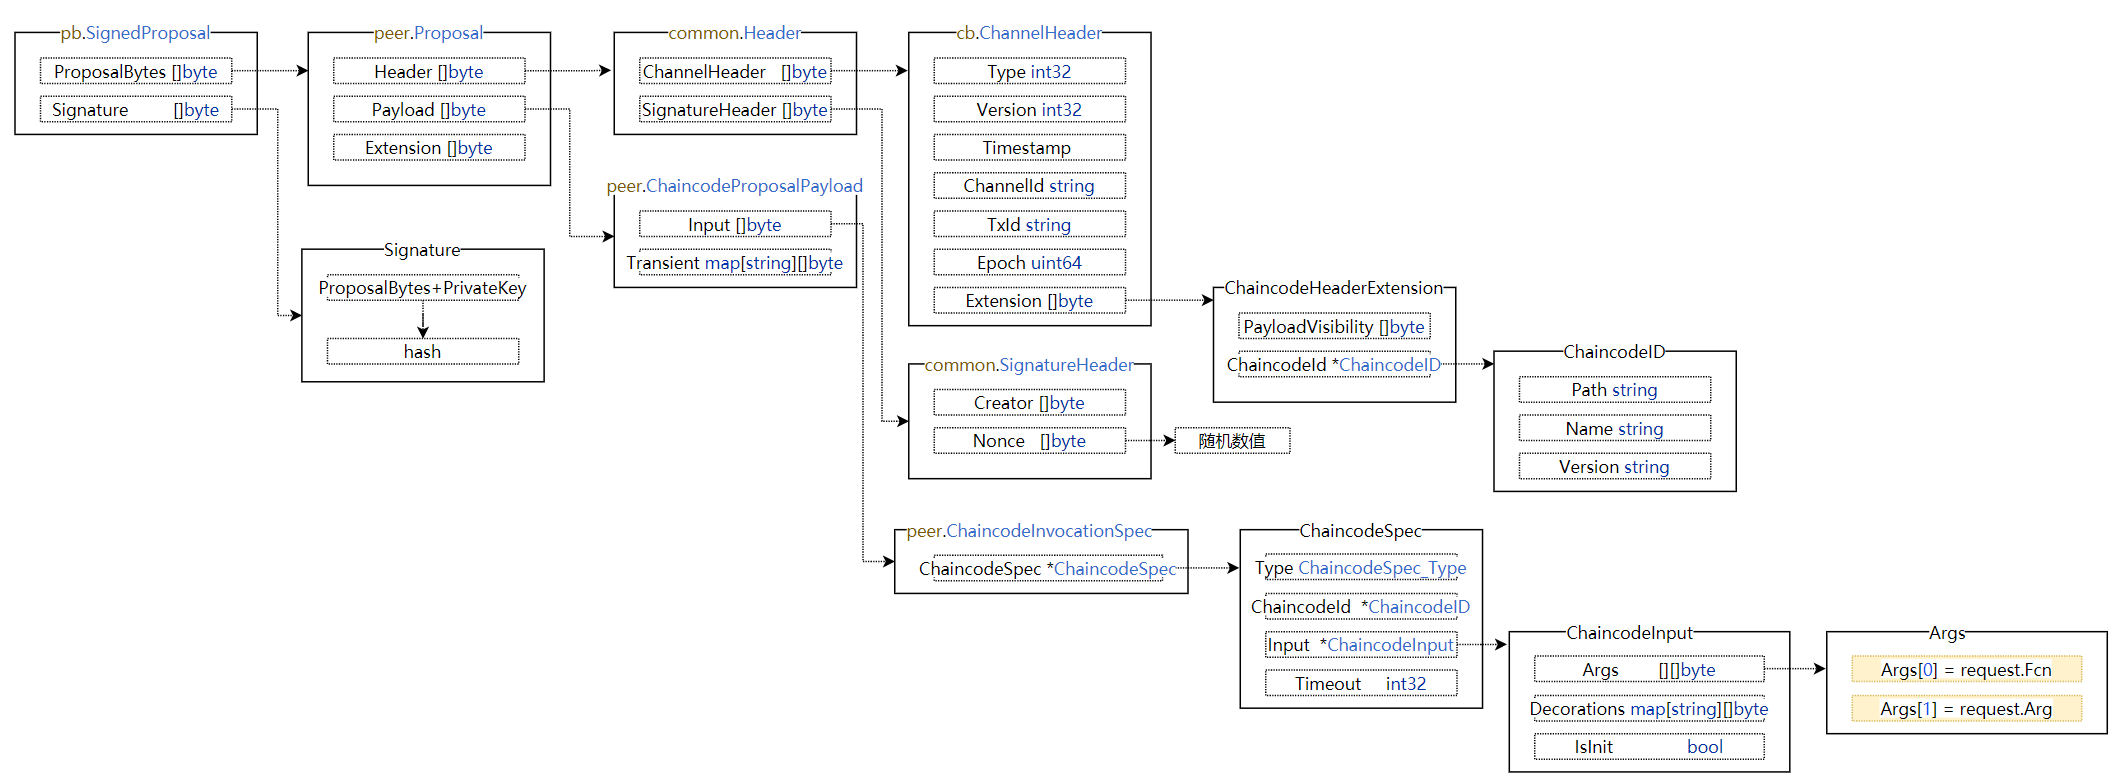 pb.SignedProposal
ProposalBytes []byte
Signature []byte
peer.Proposal
Header []byte
Payload []byte
Extension []byte
common.Header
ChannelHeader []byte
SignatureHeader []byte
cb.ChannelHeader
Type int32
Version int32
Timestamp
ChannelId string
TxId string
Epoch uint64
Extension []byte
peer.ChaincodeProposalPayload
Input []byte
Transient map[string][]byte
Signature
ProposalBytes+PrivateKey
hash
ChaincodeHeaderExtension
PayloadVisibility []byte
ChaincodeId *ChaincodeID
ChaincodeID
Path string
Name string
Version string
common.SignatureHeader
Creator []byte
Nonce []byte
随机数值
peer.ChaincodeInvocationSpec
ChaincodeSpec *ChaincodeSpec
ChaincodeSpec
Type ChaincodeSpec_Type
ChaincodeId *ChaincodeID
Input *ChaincodeInput
Timeout int32
ChaincodeInput
Args [][]byte
Decorations map[string][]byte
IsInit bool
Args
Args[0] = request.Fcn
Args[1] = request.Arg